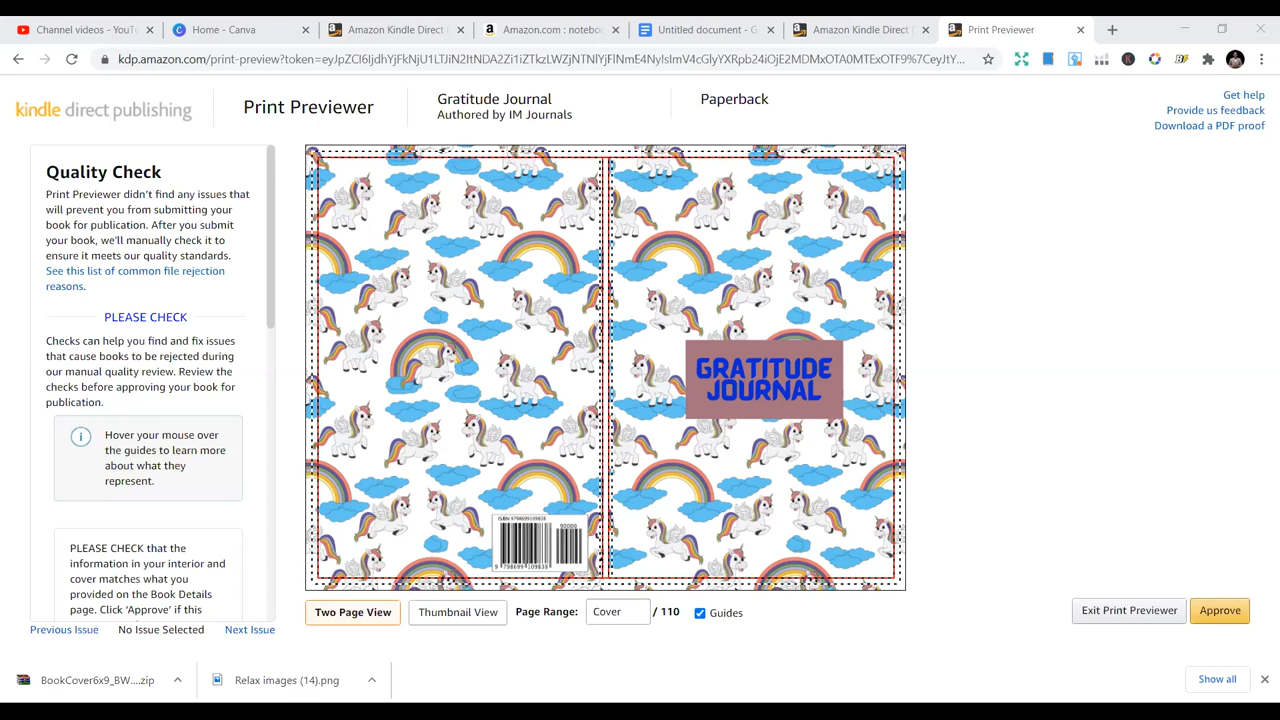 Channel videos - YouTu
Home - Canva
Amazon Kindle Direct
Amazon.com : notebo
Untitled document - G
Amazon Kindle Direct
Print Previewer
kindle direct publishing
Print Previewer
Gratitude Journal
Authored by IM Journals
Paperback
Get help
Provide us feedback
Download a PDF proof
Quality Check
Print Previewer didn't find any issues that
will prevent you from submitting your
book for publication. After you submit
your book, we'll manually check it to
ensure it meets our quality standards.
See this list of common file rejection
reasons.
PLEASE CHECK
Checks can help you find and fix issues
that cause books to be rejected during
our manual quality review. Review the
checks before approving your book for
publication.
Hover your mouse over
the guides to learn more
about what they
represent.
PLEASE CHECK that the
information in your interior and
cover matches what you
provided on the Book Details
page. Click 'Approve' if this
Previous Issue
No Issue Selected
Next Issue
GRATITUDE
JOURNAL
90000
Two Page View
Thumbnail View
Page Range:
Cover
/ 110
Guides
Exit Print Previewer
Approve
BookCover6x9_BW....zip
Relax images (14).png
Show all